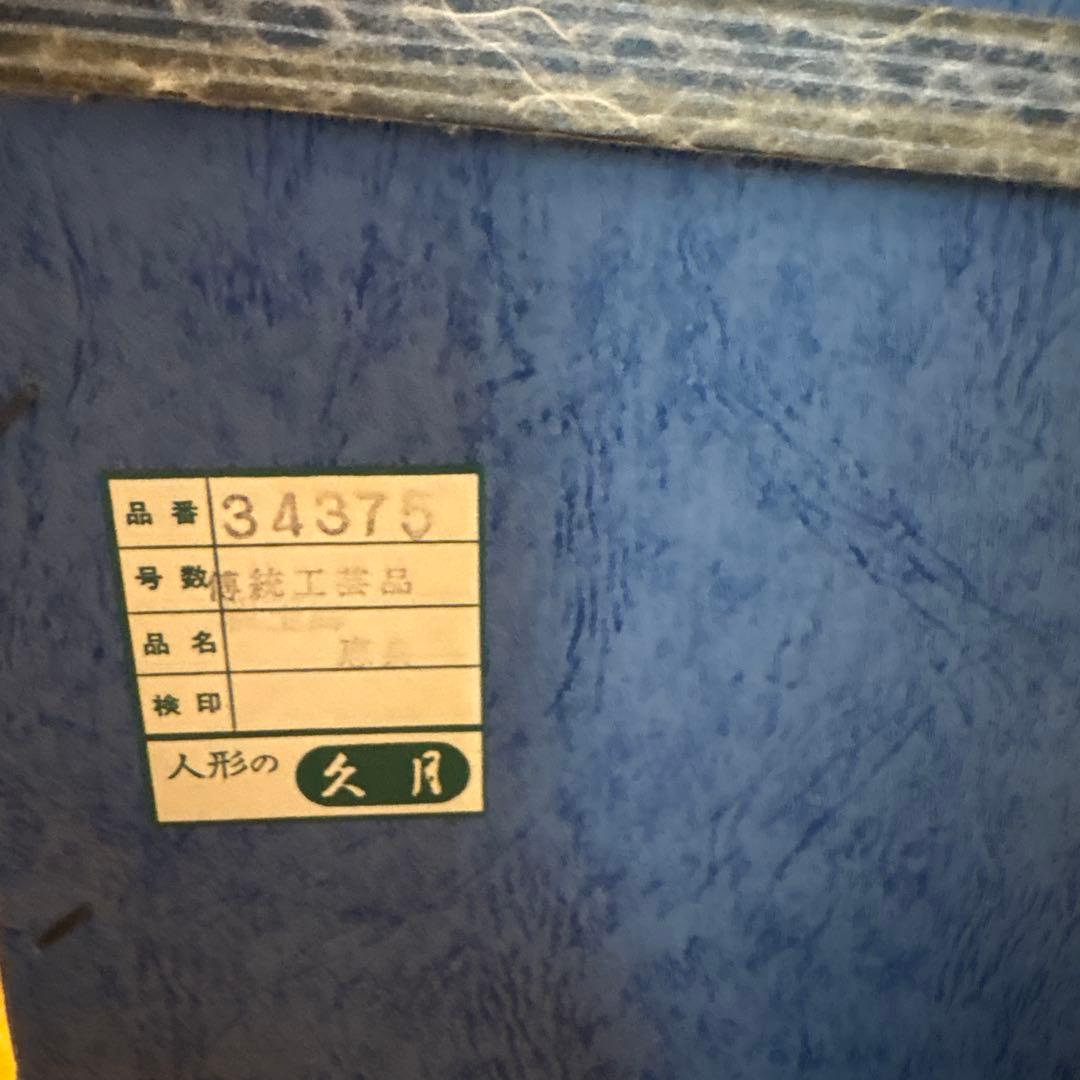 品番 34375
号数 傳統工芸品
品名
検印
人形の 久月